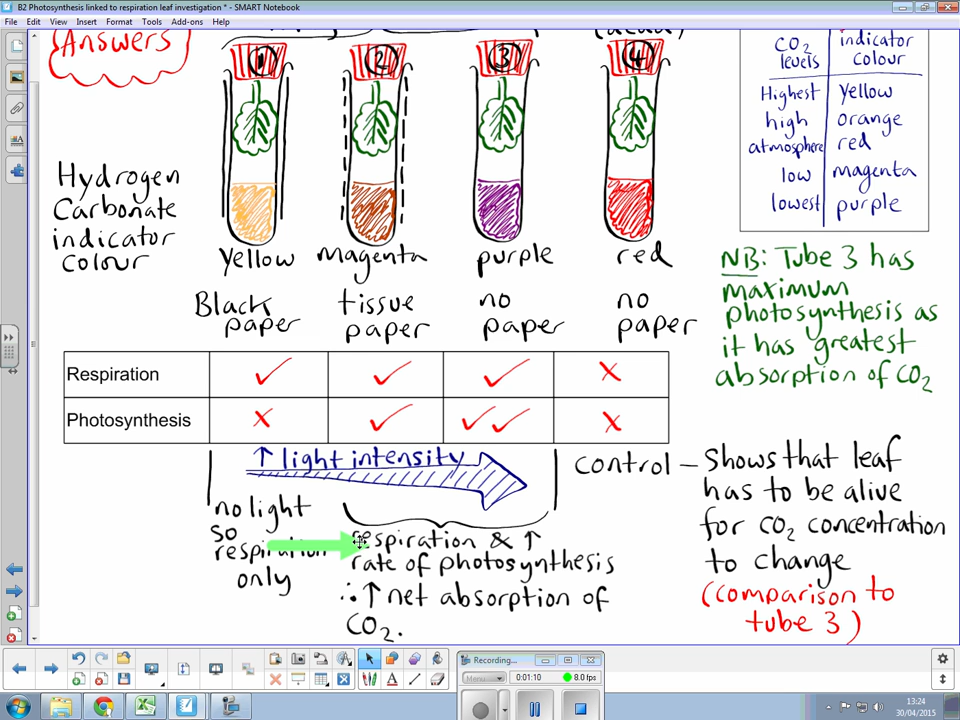 B2 Photosynthesis linked to respiration leaf investigation * - SMART Notebook
File Edit View Insert Format Tools Add-ons Help
Answers
1 2 3 4
Hydrogen
Carbonate
indicator
colour
Yellow magenta purple red
Black paper
tissue paper
no paper
no paper
CO2 levels
indicator colour
Highest Yellow
high orange
atmosphere red
low magenta
lowest purple
NB: Tube 3 has
maximum
photosynthesis as
it has greatest
absorption of CO2
Respiration ✓ ✓ ✓ X
Photosynthesis X ✓ ✓✓ X
↑ light intensity
no light
so
respiration
only
respiration & ↑
rate of photosynthesis
∴ ↑ net absorption of
CO2.
control – Shows that leaf
has to be alive
for CO2 concentration
to change
(comparison to
tube 3)
Recording...
Menu
0:01:10
8.0 fps
13:24
30/04/2015